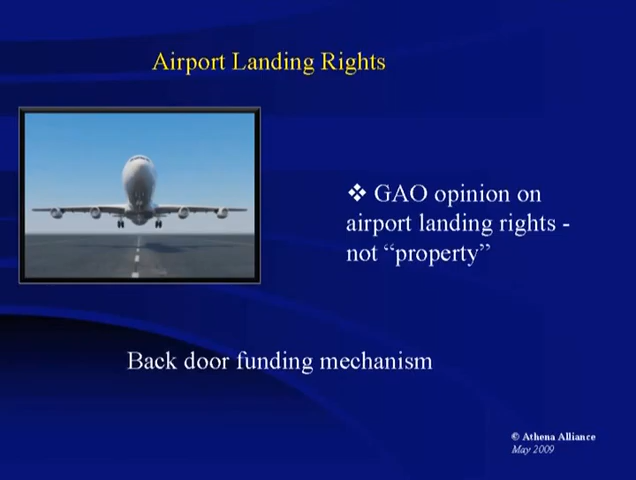 Airport Landing Rights
❖ GAO opinion on
airport landing rights -
not “property”
Back door funding mechanism
© Athena Alliance
May 2009